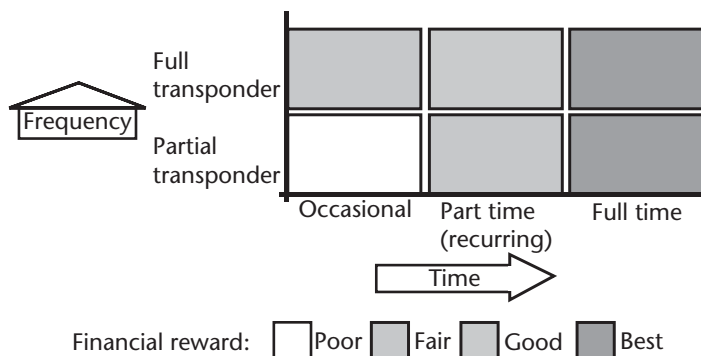 Full
transponder
Frequency
Partial
transponder
Occasional
Part time
(recurring)
Full time
Time
Financial reward: Poor Fair Good Best